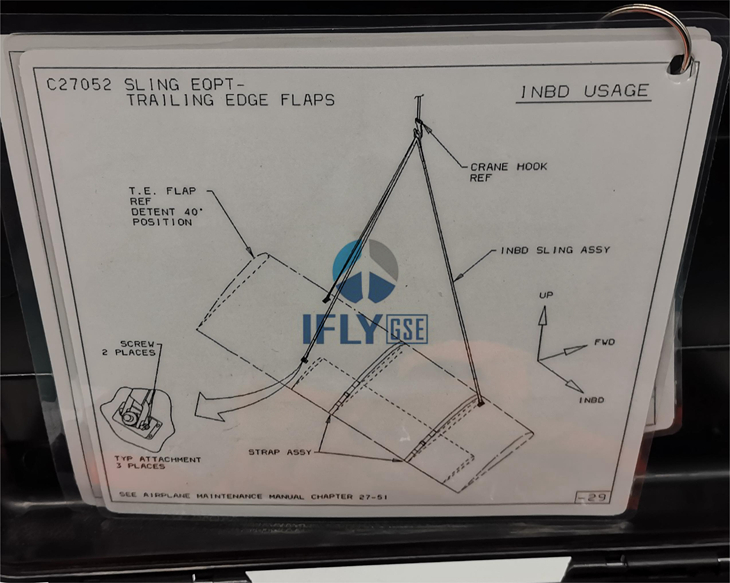 C27052 SLING EQPT-
TRAILING EDGE FLAPS
INBD USAGE
CRANE HOOK
REF
T.E. FLAP
REF
DETENT 40°
POSITION
INBD SLING ASSY
UP
FWD
INBD
IFLY GSE
SCREW
2 PLACES
TYP ATTACHMENT
3 PLACES
STRAP ASSY
SEE AIRPLANE MAINTENANCE MANUAL CHAPTER 27-51
-29